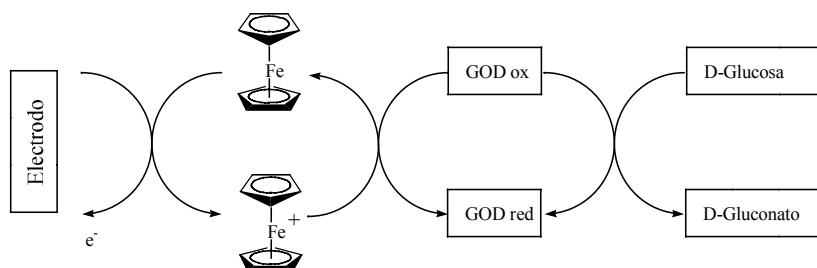 Electrodo
e-
Fe
Fe+
GOD ox
GOD red
D-Glucosa
D-Gluconato